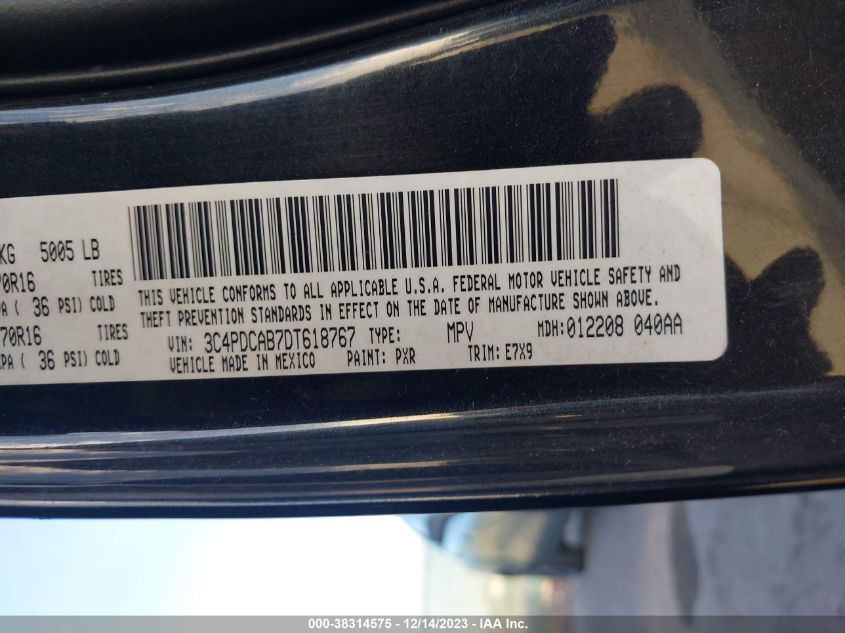 KG 5005 LB
70R16 TIRES
PA ( 36 PSI) COLD
70R16 TIRES
KPA ( 36 PSI) COLD
THIS VEHICLE CONFORMS TO ALL APPLICABLE U.S.A. FEDERAL MOTOR VEHICLE SAFETY AND
THEFT PREVENTION STANDARDS IN EFFECT ON THE DATE OF MANUFACTURE SHOWN ABOVE.
VIN: 3C4PDCAB7DT618767 TYPE: MPV MDH:012208 040AA
VEHICLE MADE IN MEXICO PAINT: PXR TRIM: E7X9
000-38314575 - 12/14/2023 - IAA Inc.